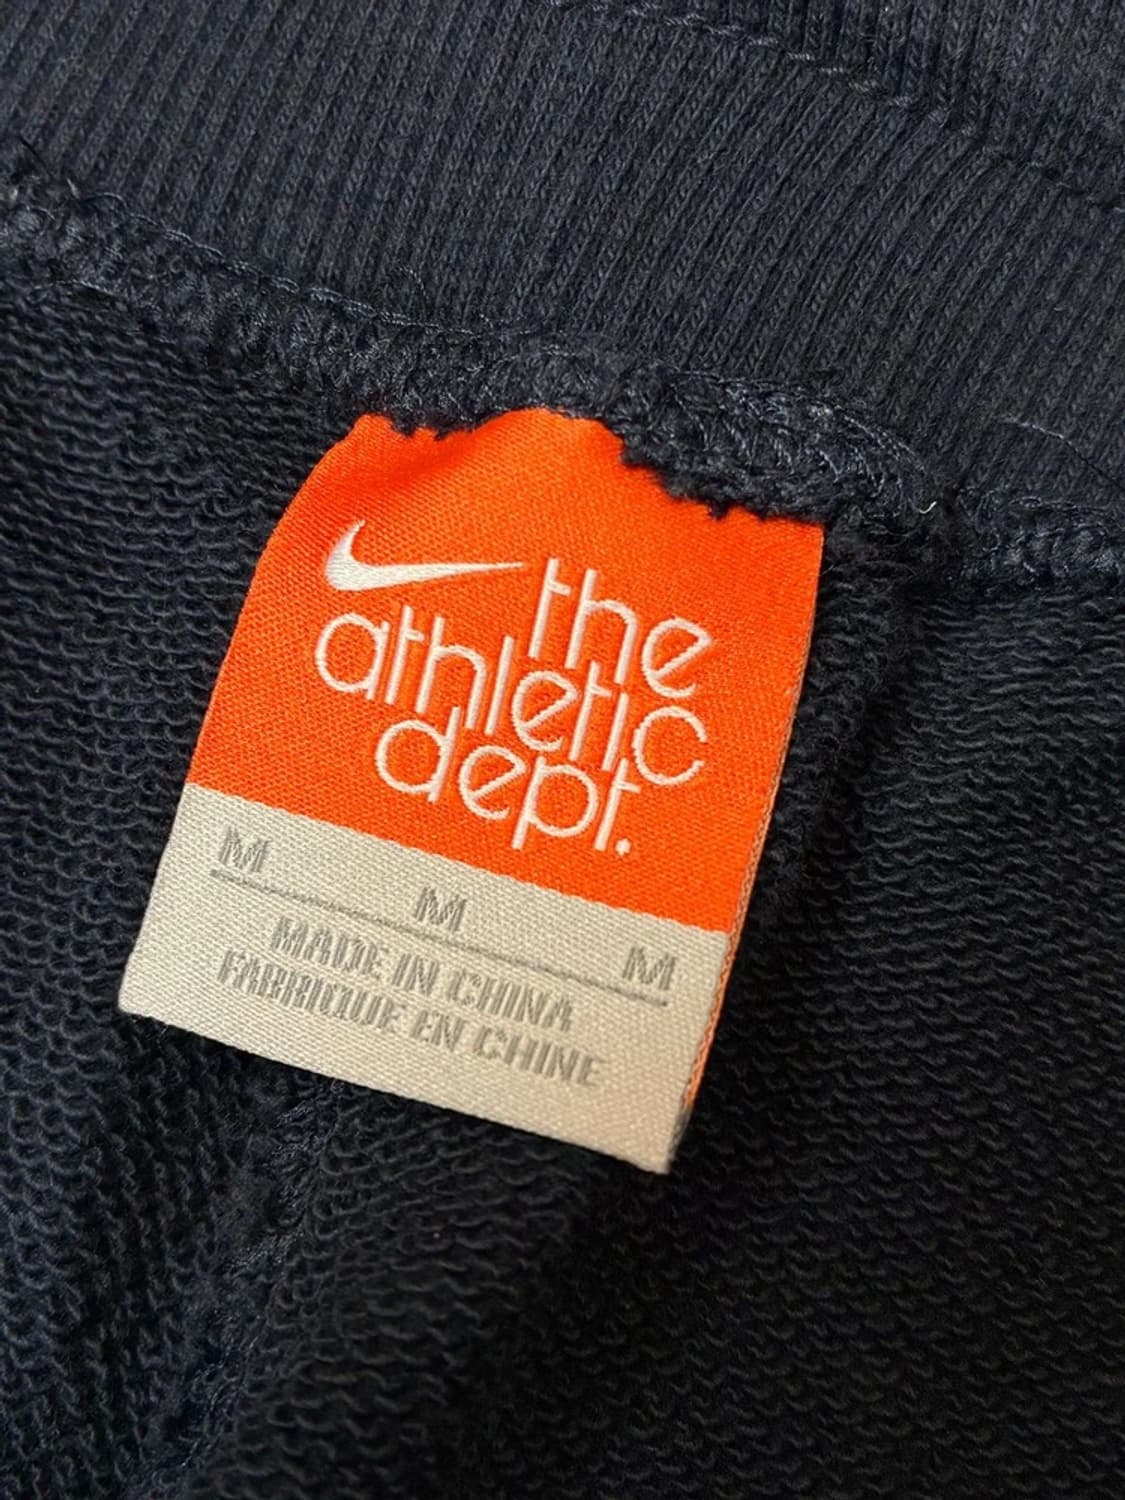 the
athletic
dept.
M
M
M
MADE IN CHINA
FABRIQUE EN CHINE